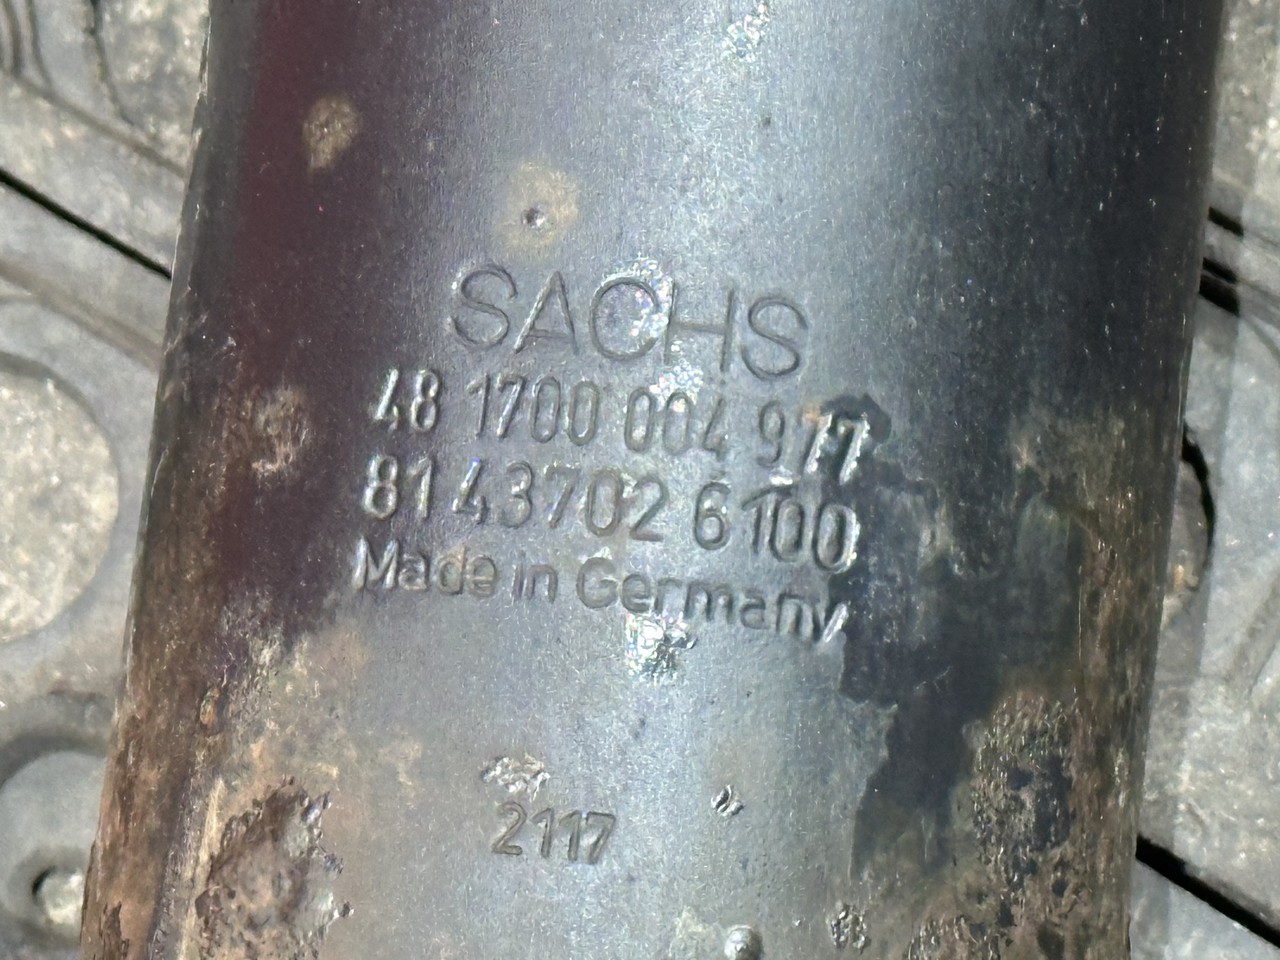 SACHS
48 1700 004 977
81 43702 6100
Made in Germany
2117